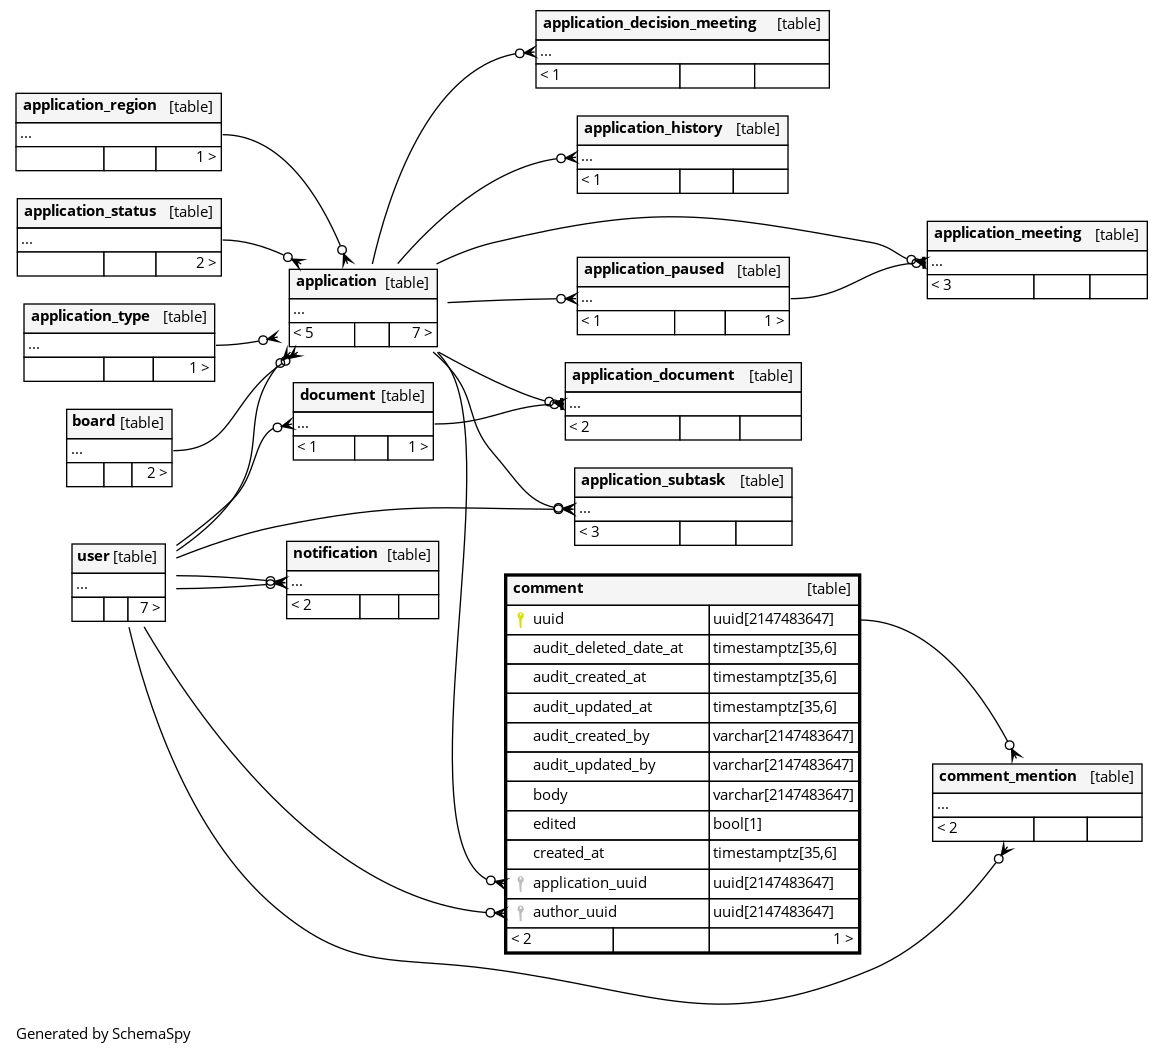 application_decision_meeting [table]
...
< 1
application_region [table]
...
1 >
application_history [table]
...
< 1
application_status [table]
...
2 >
application_meeting [table]
...
< 3
application [table]
...
< 5 7 >
application_paused [table]
...
< 1 1 >
application_type [table]
...
1 >
application_document [table]
...
< 2
document [table]
...
< 1 1 >
board [table]
...
2 >
application_subtask [table]
...
< 3
user [table]
...
7 >
notification [table]
...
< 2
comment [table]
uuid uuid[2147483647]
audit_deleted_date_at timestamptz[35,6]
audit_created_at timestamptz[35,6]
audit_updated_at timestamptz[35,6]
audit_created_by varchar[2147483647]
audit_updated_by varchar[2147483647]
body varchar[2147483647]
edited bool[1]
created_at timestamptz[35,6]
application_uuid uuid[2147483647]
author_uuid uuid[2147483647]
< 2 1 >
comment_mention [table]
...
< 2
Generated by SchemaSpy